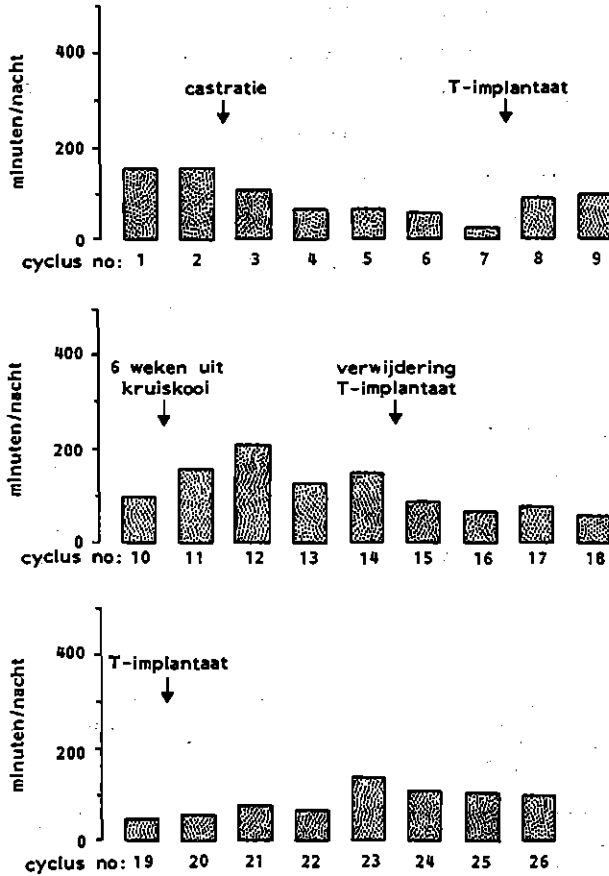 minuten/nacht
400
200
0
castratie
T-implantaat
cyclus no: 1 2 3 4 5 6 7 8 9
minuten/nacht
400
200
0
6 weken uit
kruiskooi
verwijdering
T-implantaat
cyclus no: 10 11 12 13 14 15 16 17 18
minuten/nacht
400
200
0
T-implantaat
cyclus no: 19 20 21 22 23 24 25 26